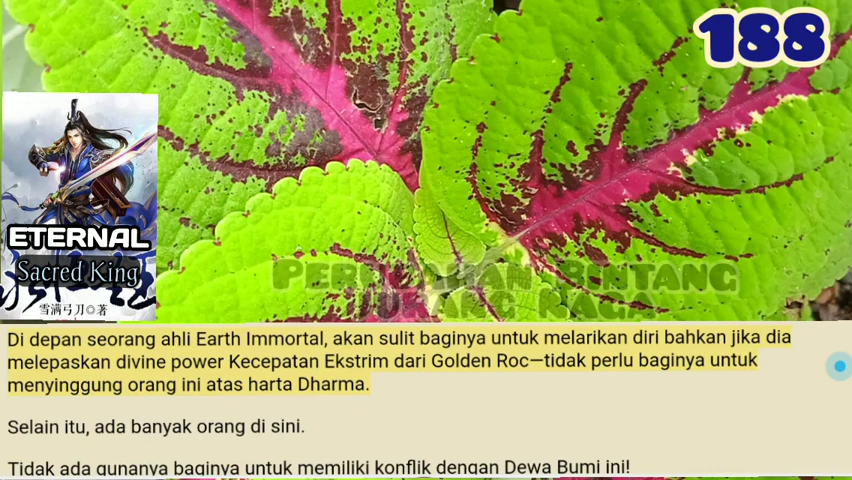 188
ETERNAL
Sacred King
雪满弓刀◎著
Di depan seorang ahli Earth Immortal, akan sulit baginya untuk melarikan diri bahkan jika dia
melepaskan divine power Kecepatan Ekstrim dari Golden Roc—tidak perlu baginya untuk
menyinggung orang ini atas harta Dharma.
Selain itu, ada banyak orang di sini.
Tidak ada gunanya baginya untuk memiliki konflik dengan Dewa Bumi ini!